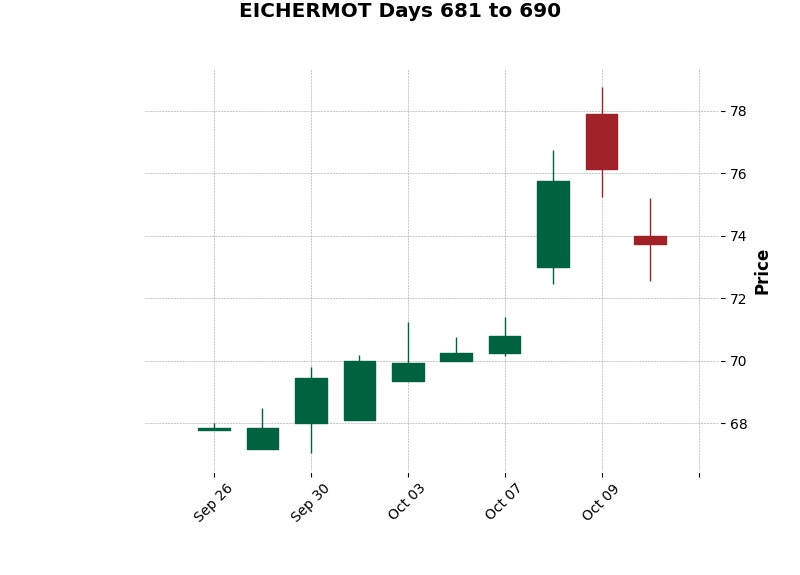 EICHERMOT Days 681 to 690
78
76
74
72
70
68
Price
Sep 26
Sep 30
Oct 03
Oct 07
Oct 09